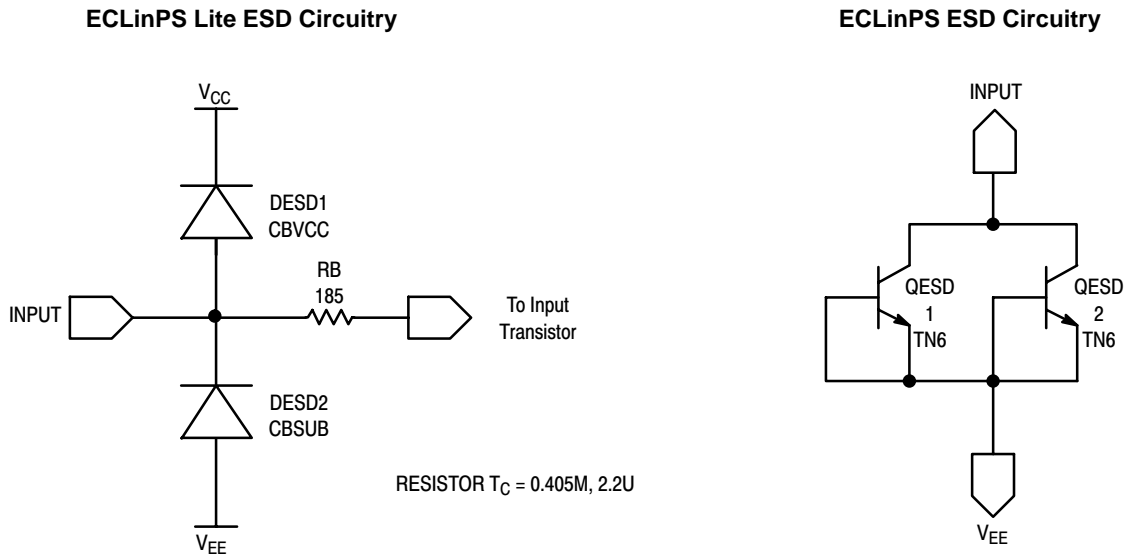 ECLinPS Lite ESD Circuitry
VCC
DESD1
CBVCC
RB
185
INPUT
To Input
Transistor
DESD2
CBSUB
RESISTOR TC = 0.405M, 2.2U
VEE
ECLinPS ESD Circuitry
INPUT
QESD
1
TN6
QESD
2
TN6
VEE